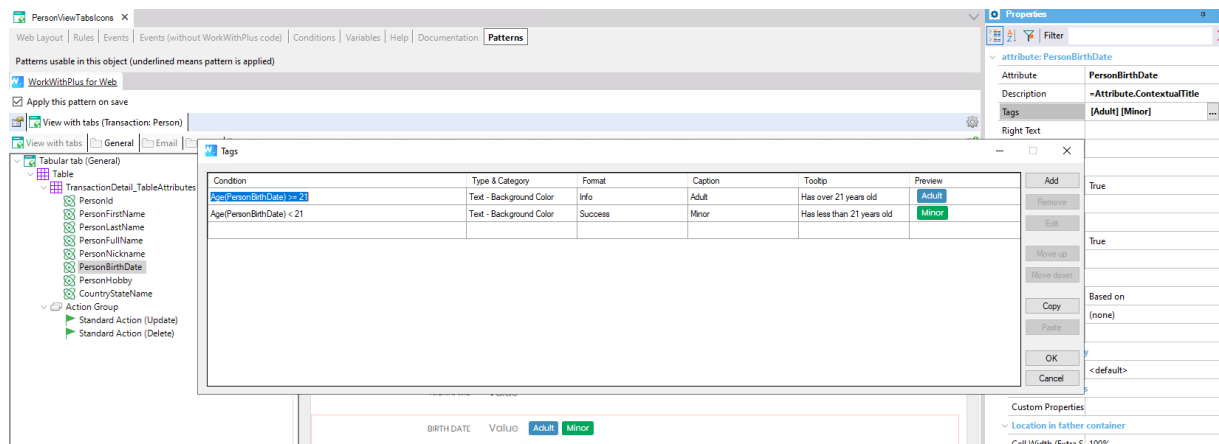 PersonViewTabsIcons
Properties
Web Layout Rules Events Events (without WorkWithPlus code) Conditions Variables Help Documentation Patterns
Filter
Patterns usable in this object (underlined means pattern is applied)
attribute: PersonBirthDate
WorkWithPlus for Web
Attribute PersonBirthDate
Description =Attribute.ContextualTitle
Apply this pattern on save
Tags [Adult] [Minor] ...
View with tabs (Transaction: Person)
Right Text
View with tabs General Email
Tags
Tabular tab (General)
Table
TransactionDetail_TableAttributes
PersonId
PersonFirstName
PersonLastName
PersonFullName
PersonNickname
PersonBirthDate
PersonHobby
CountryStateName
Action Group
Standard Action (Update)
Standard Action (Delete)
Condition Type & Category Format Caption Tooltip Preview
Age(PersonBirthDate) >= 21 Text - Background Color Info Adult Has over 21 years old Adult
Age(PersonBirthDate) < 21 Text - Background Color Success Minor Has less than 21 years old Minor
Add
Remove
Edit
Move up
Move down
Copy
Paste
OK
Cancel
True
True
Based on
(none)
<default>
Custom Properties
Location in father container
100%
Value
BIRTH DATE Value Adult Minor